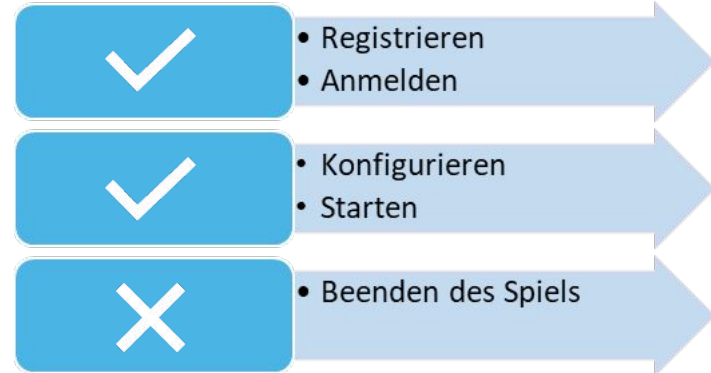 • Registrieren
• Anmelden
• Konfigurieren
• Starten
• Beenden des Spiels